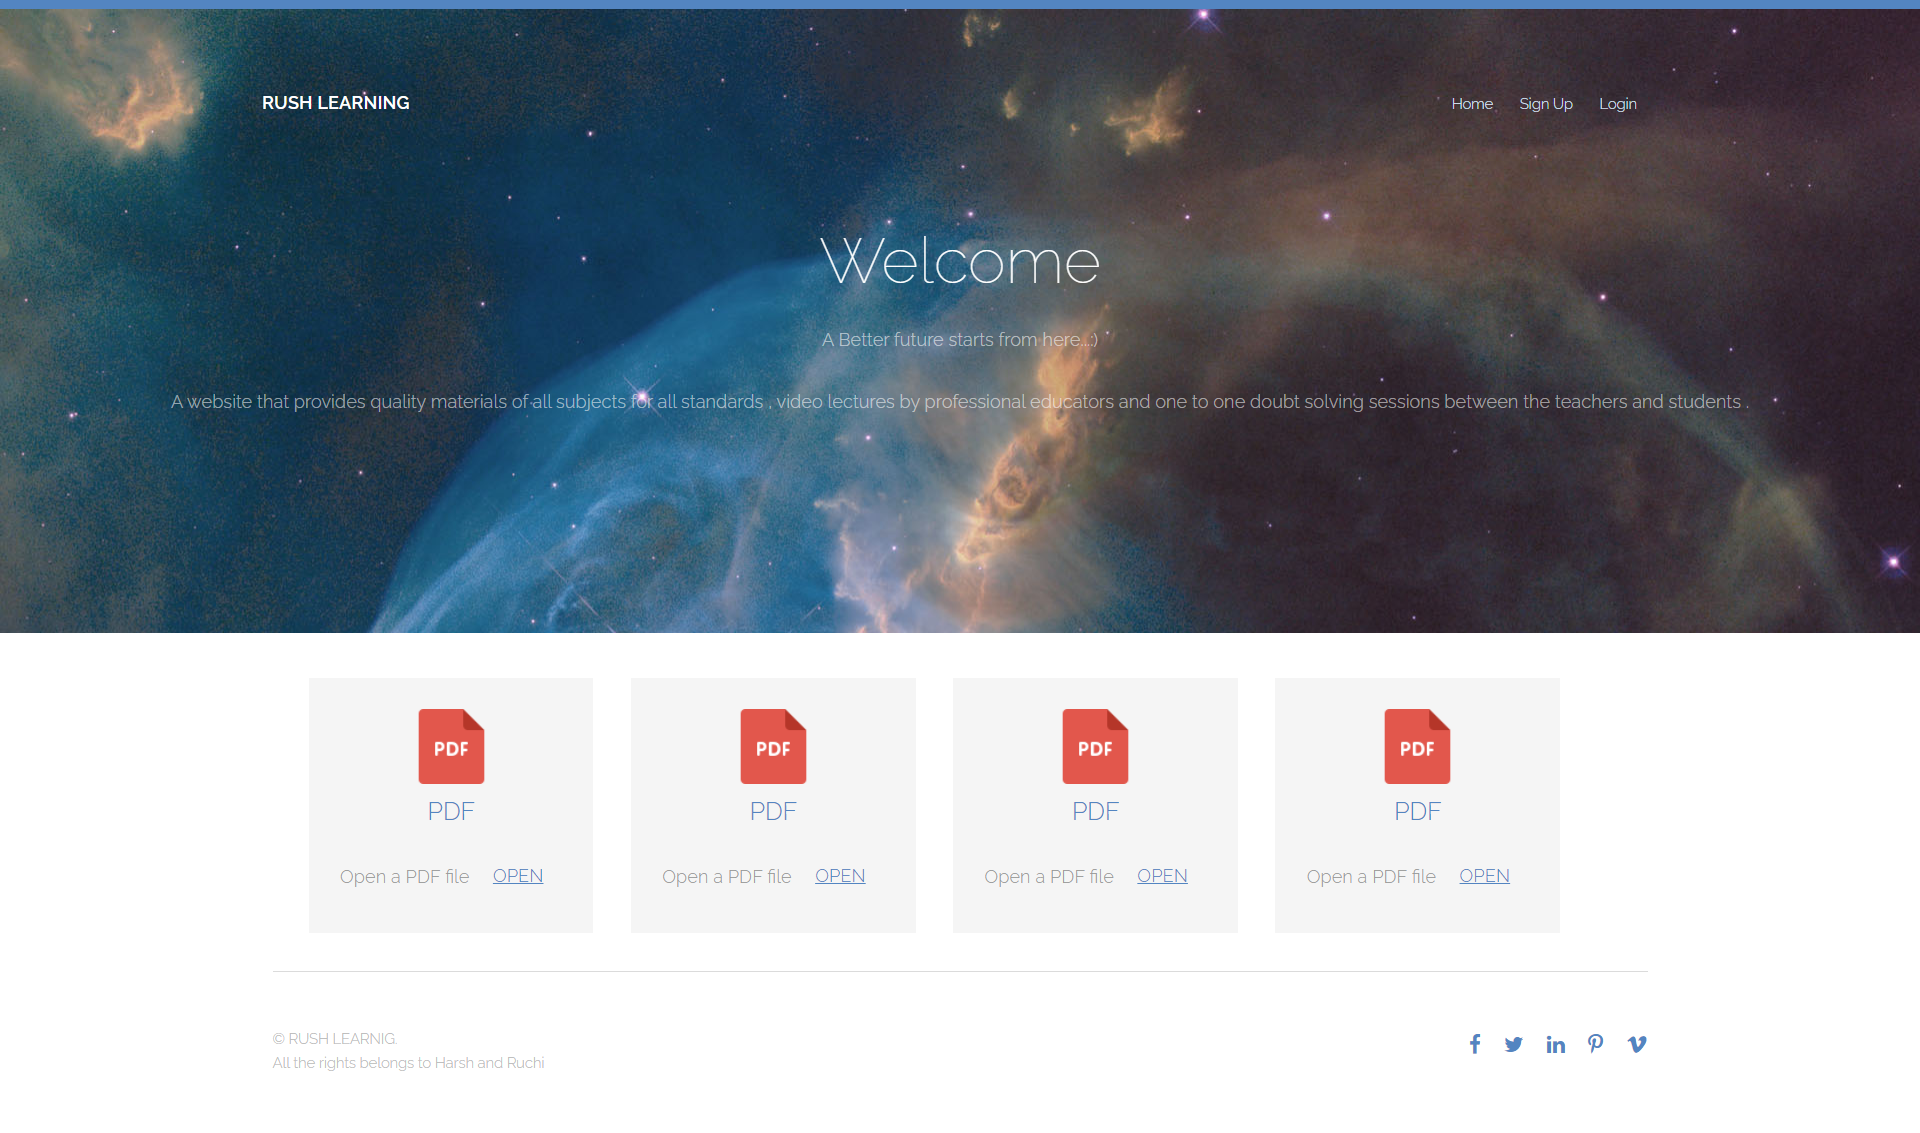 RUSH LEARNING
Home Sign Up Login
Welcome
A Better future starts from here...:)
A website that provides quality materials of all subjects for all standards , video lectures by professional educators and one to one doubt solving sessions between the teachers and students .
PDF PDF PDF PDF
PDF PDF PDF PDF
Open a PDF file OPEN Open a PDF file OPEN Open a PDF file OPEN Open a PDF file OPEN
© RUSH LEARNIG.
All the rights belongs to Harsh and Ruchi